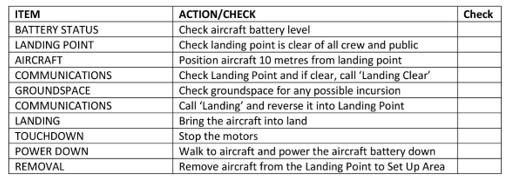 ITEM ACTION/CHECK Check
BATTERY STATUS Check aircraft battery level
LANDING POINT Check landing point is clear of all crew and public
AIRCRAFT Position aircraft 10 metres from landing point
COMMUNICATIONS Check Landing Point and if clear, call ‘Landing Clear’
GROUNDSPACE Check groundspace for any possible incursion
COMMUNICATIONS Call ‘Landing’ and reverse it into Landing Point
LANDING Bring the aircraft into land
TOUCHDOWN Stop the motors
POWER DOWN Walk to aircraft and power the aircraft battery down
REMOVAL Remove aircraft from the Landing Point to Set Up Area